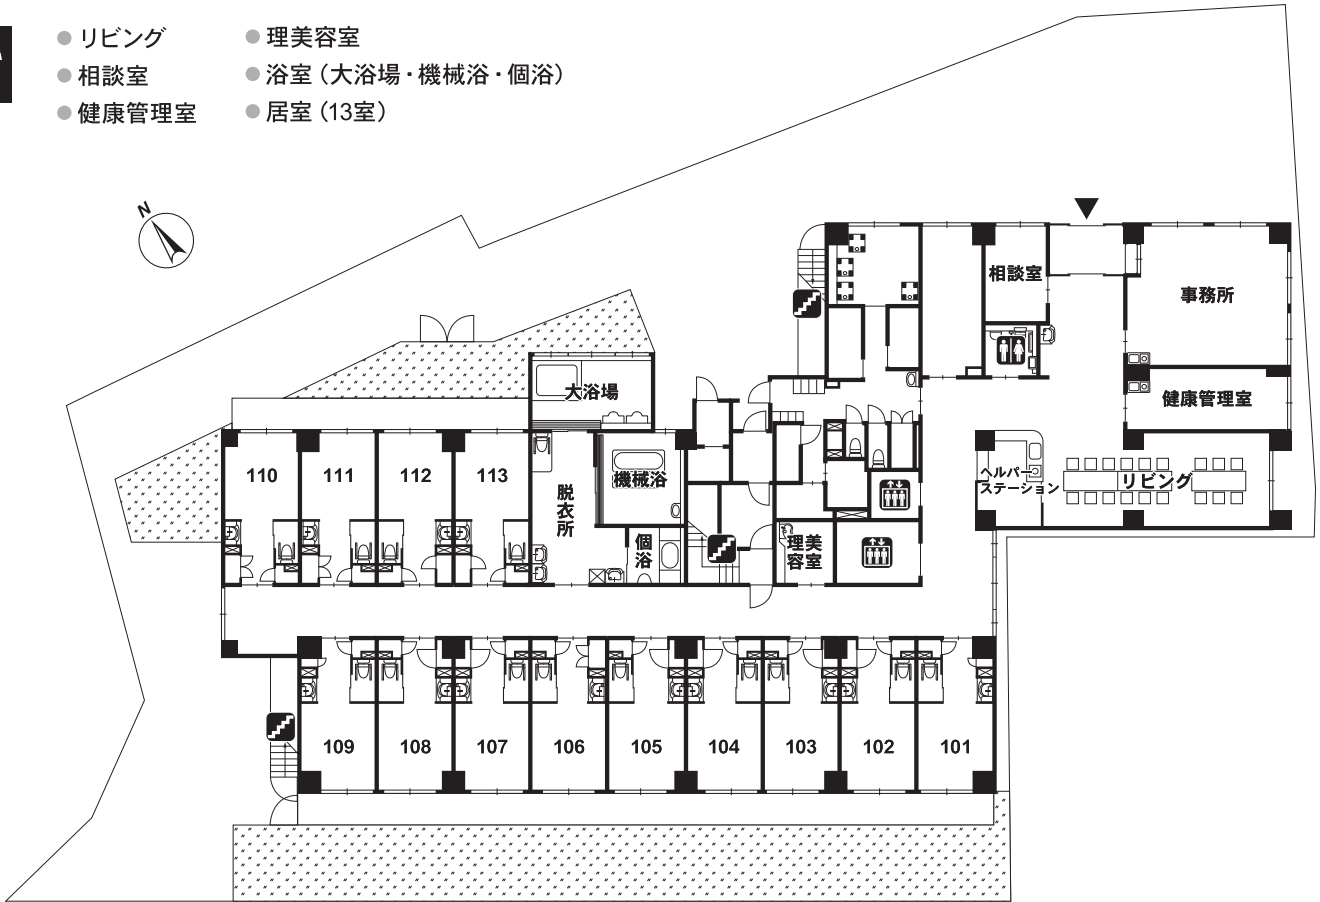 ● リビング
● 相談室
● 健康管理室
● 理美容室
● 浴室（大浴場・機械浴・個浴）
● 居室（13室）
N
相談室
事務所
健康管理室
ヘルパー
ステーション
リビング
大浴場
110
111
112
113
脱衣所
機械浴
個浴
理美
容室
109
108
107
106
105
104
103
102
101